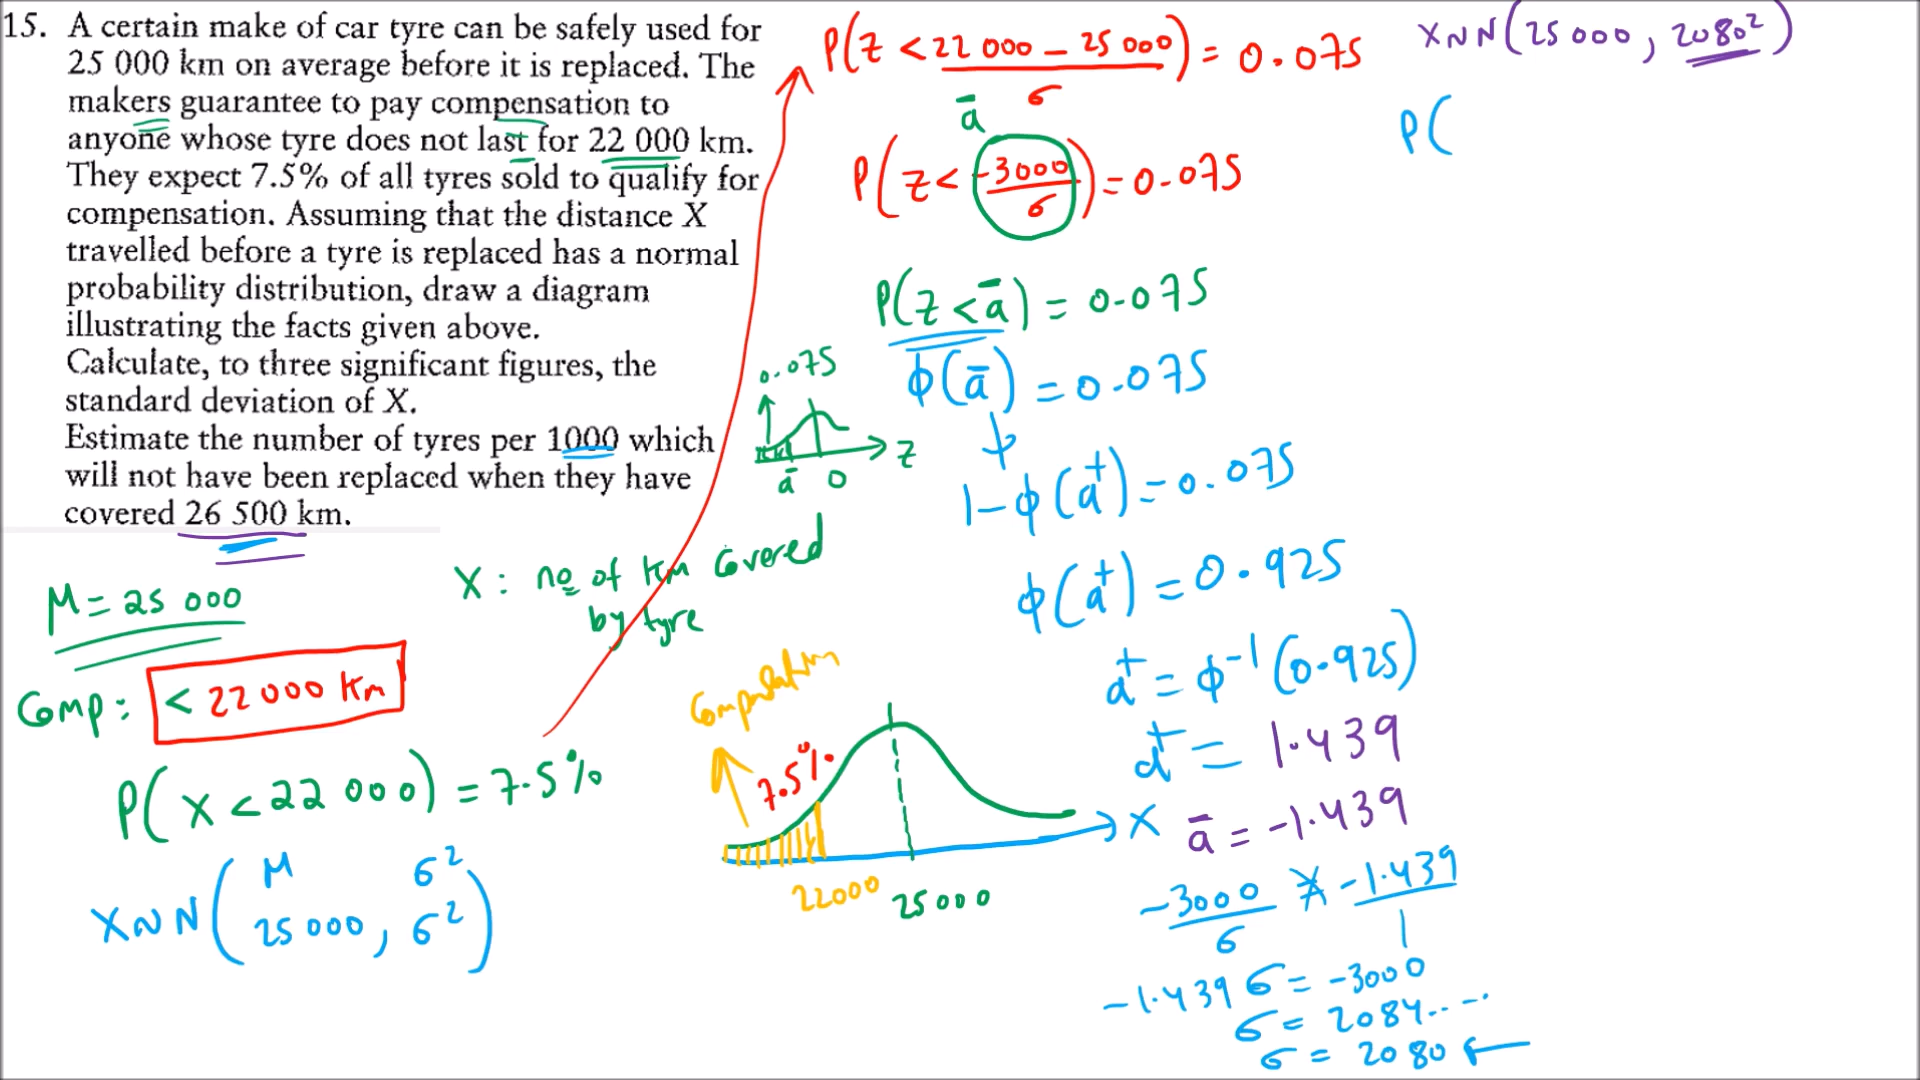 15. A certain make of car tyre can be safely used for
25 000 km on average before it is replaced. The
makers guarantee to pay compensation to
anyone whose tyre does not last for 22 000 km.
They expect 7.5% of all tyres sold to qualify for
compensation. Assuming that the distance X
travelled before a tyre is replaced has a normal
probability distribution, draw a diagram
illustrating the facts given above.
Calculate, to three significant figures, the
standard deviation of X.
Estimate the number of tyres per 1000 which
will not have been replaced when they have
covered 26 500 km.
M = 25 000
Comp: < 22 000 Km
P(X < 22 000) = 7.5%
M σ²
X ~ N(25 000, σ²)
X : no of Km Covered
by tyre
Compensation
7.5%
22000
25000
X
P(Z < (22 000 - 25 000)/σ) = 0.075
a⁻
P(Z < -3000/σ) = 0.075
P(Z < a⁻) = 0.075
ϕ(a⁻) = 0.075
0.075
a⁻ 0 Z
1-ϕ(a⁺) = 0.075
ϕ(a⁺) = 0.925
a⁺ = ϕ⁻¹(0.925)
a⁺ = 1.439
a⁻ = -1.439
-3000/σ = -1.439/1
-1.439 σ = -3000
σ = 2084.....
σ = 2080 ←
X ~ N(25 000, 2080²)
P(